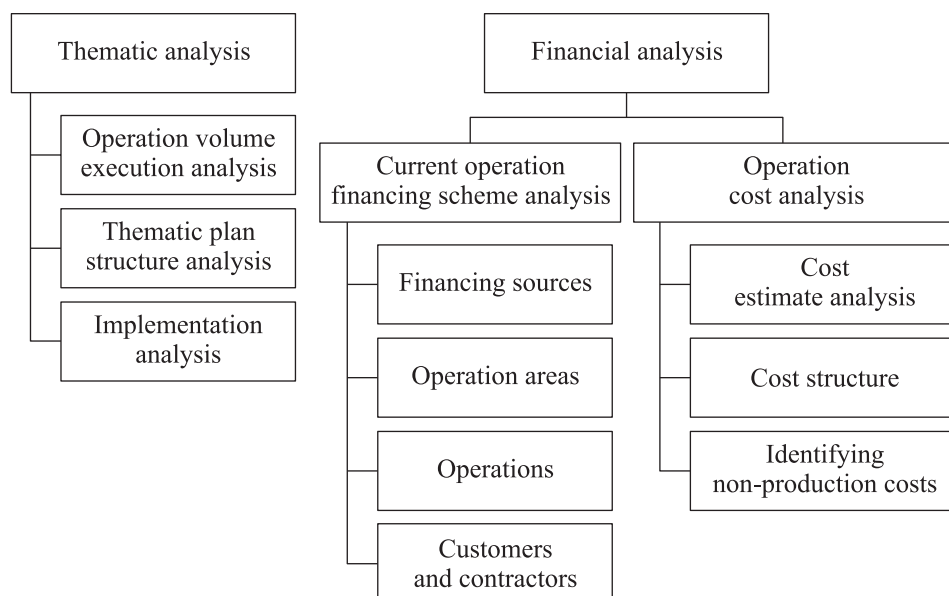 Thematic analysis
Operation volume
execution analysis
Thematic plan
structure analysis
Implementation
analysis
Financial analysis
Current operation
financing scheme analysis
Financing sources
Operation areas
Operations
Customers
and contractors
Operation
cost analysis
Cost
estimate analysis
Cost structure
Identifying
non-production costs